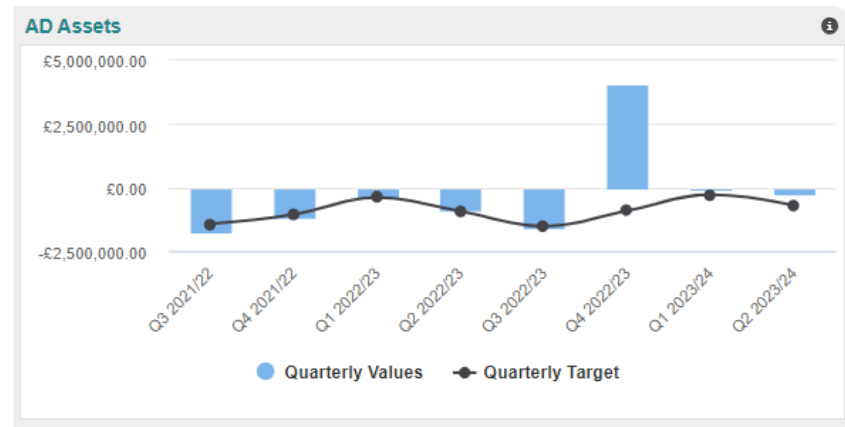 AD Assets
£5,000,000.00
£2,500,000.00
£0.00
-£2,500,000.00
Q3 2021/22
Q4 2021/22
Q1 2022/23
Q2 2022/23
Q3 2022/23
Q4 2022/23
Q1 2023/24
Q2 2023/24
Quarterly Values
Quarterly Target